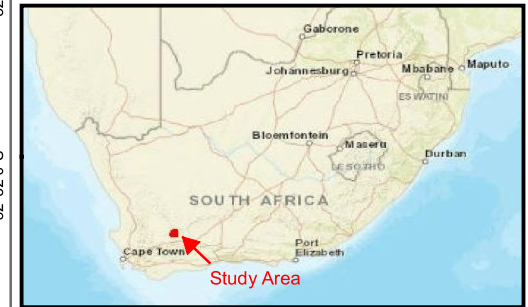 Gaborone
Pretoria
Johannesburg
Mbabane
Maputo
ESWATINI
Bloemfontein
Maseru
LESOTHO
Durban
SOUTH AFRICA
Cape Town
Port
Elizabeth
Study Area